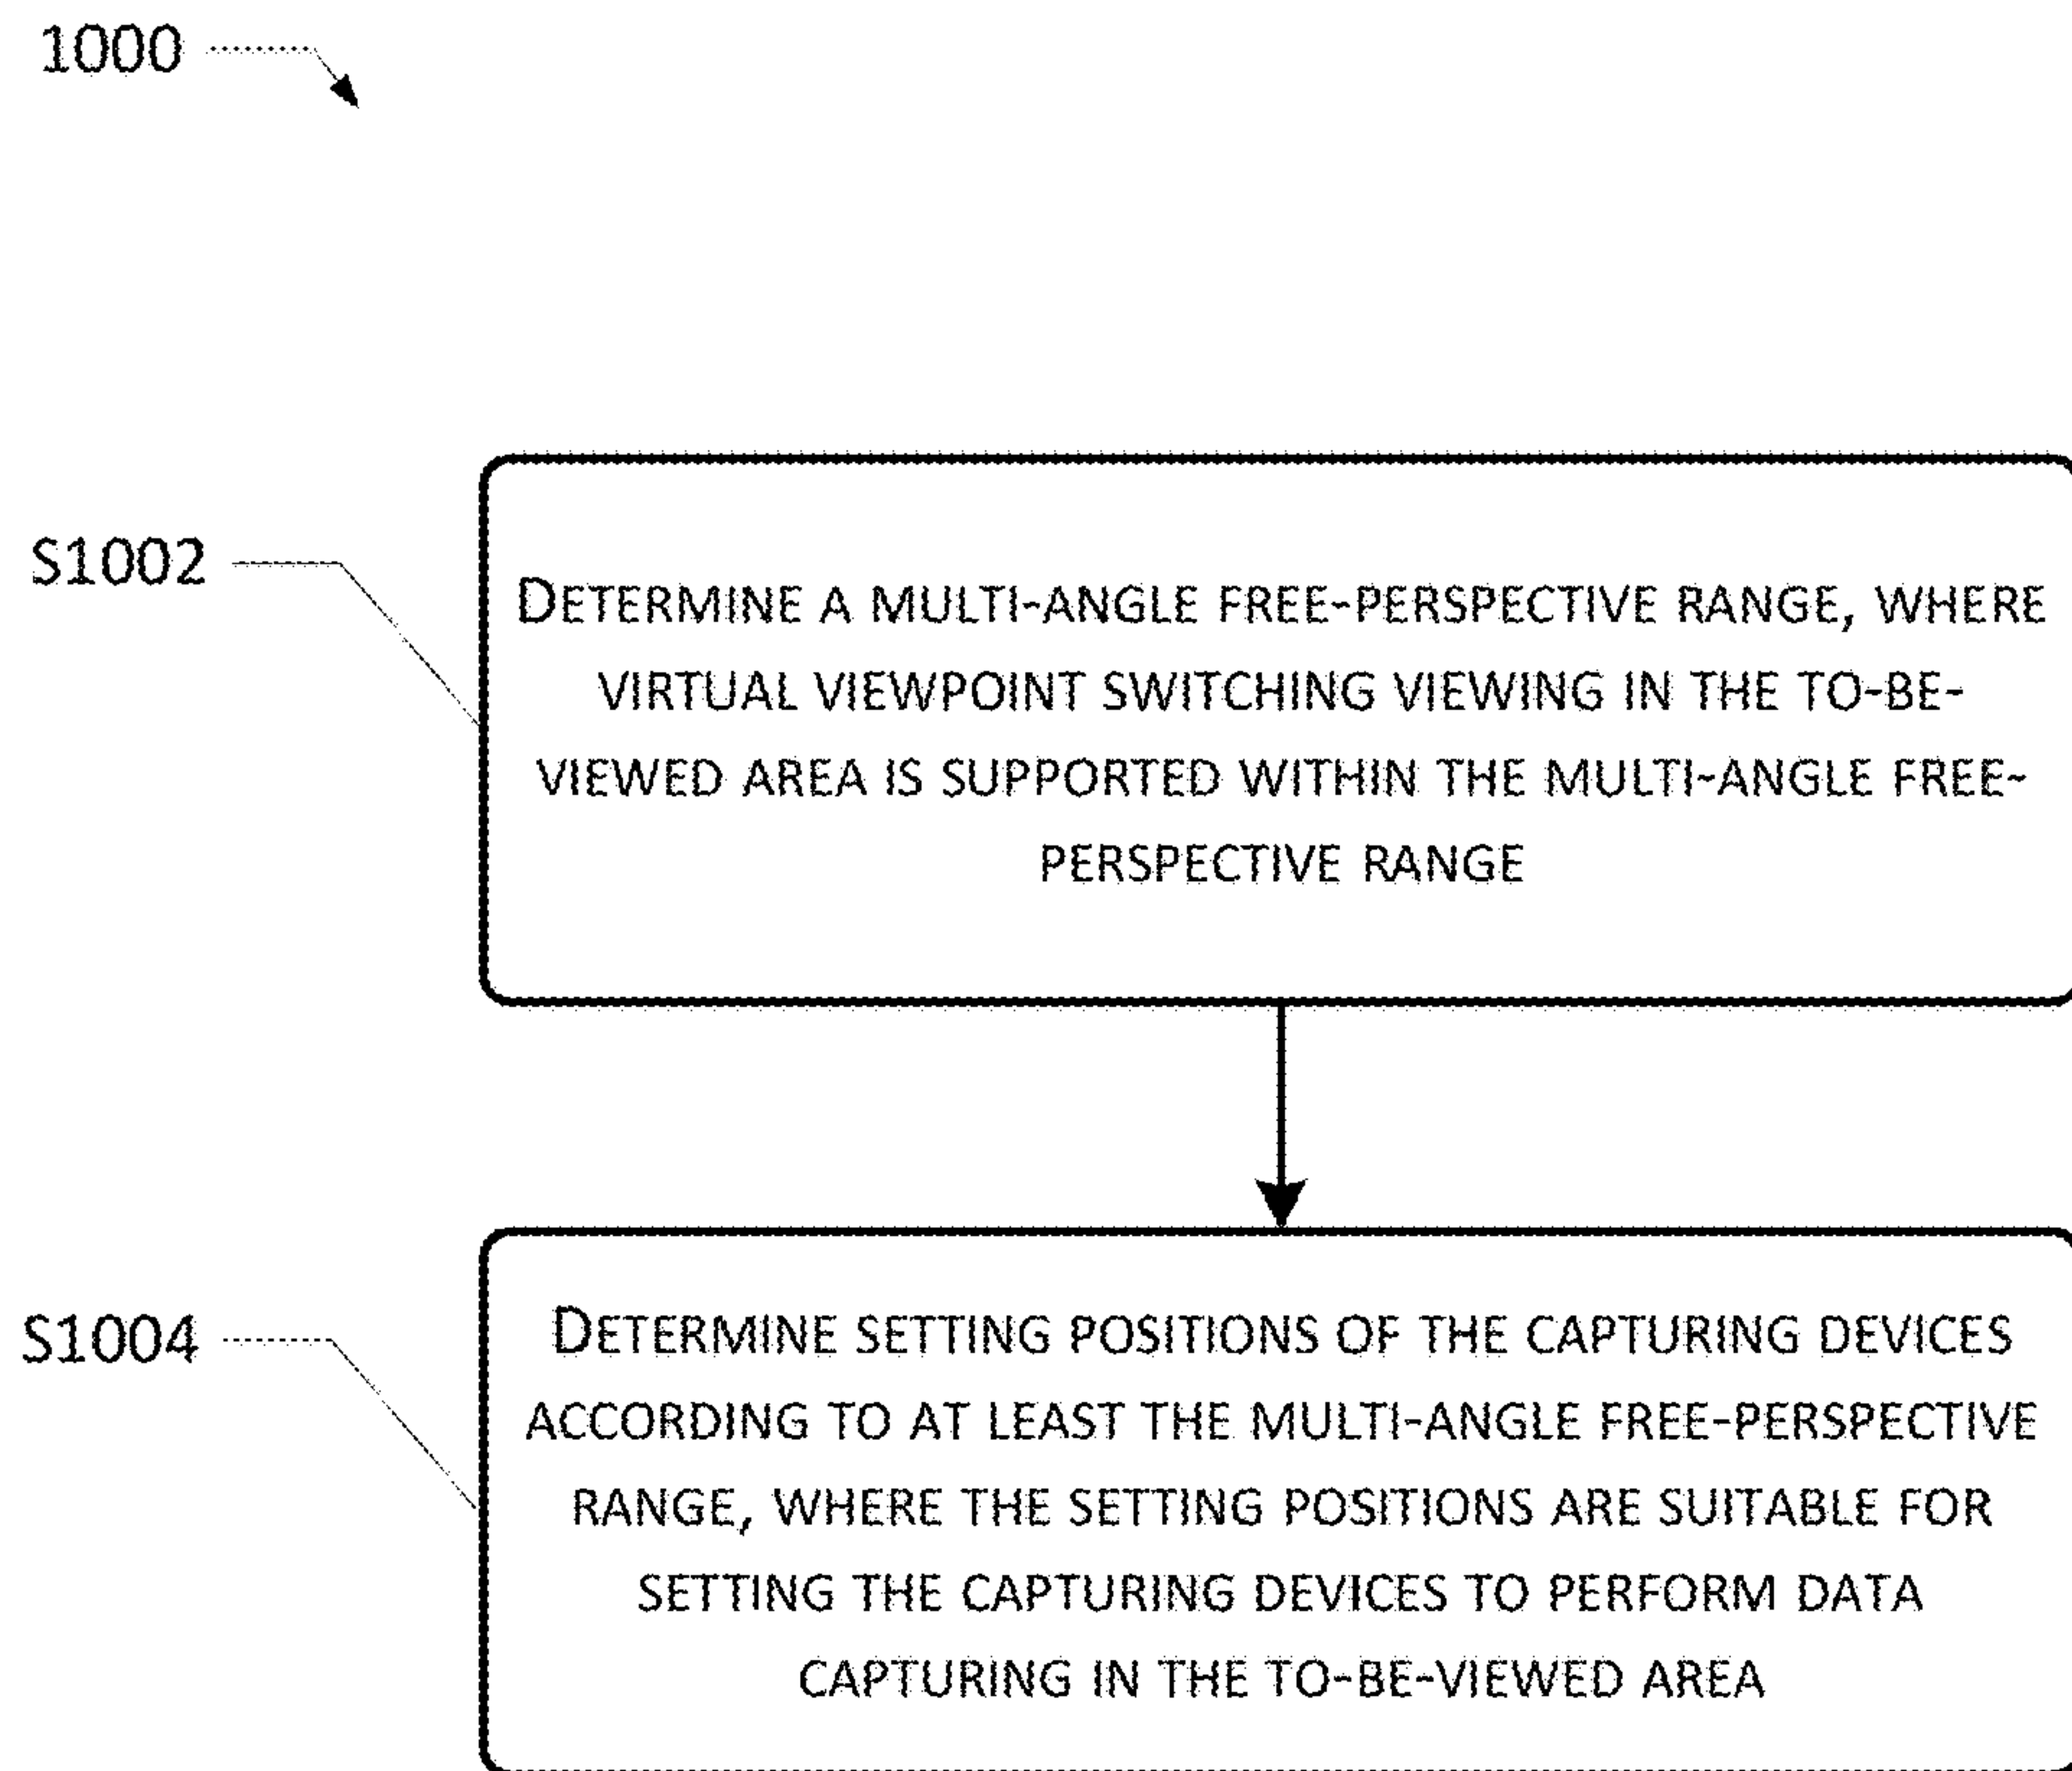 1000
S1002
DETERMINE A MULTI-ANGLE FREE-PERSPECTIVE RANGE, WHERE
VIRTUAL VIEWPOINT SWITCHING VIEWING IN THE TO-BE-
VIEWED AREA IS SUPPORTED WITHIN THE MULTI-ANGLE FREE-
PERSPECTIVE RANGE
S1004
DETERMINE SETTING POSITIONS OF THE CAPTURING DEVICES
ACCORDING TO AT LEAST THE MULTI-ANGLE FREE-PERSPECTIVE
RANGE, WHERE THE SETTING POSITIONS ARE SUITABLE FOR
SETTING THE CAPTURING DEVICES TO PERFORM DATA
CAPTURING IN THE TO-BE-VIEWED AREA